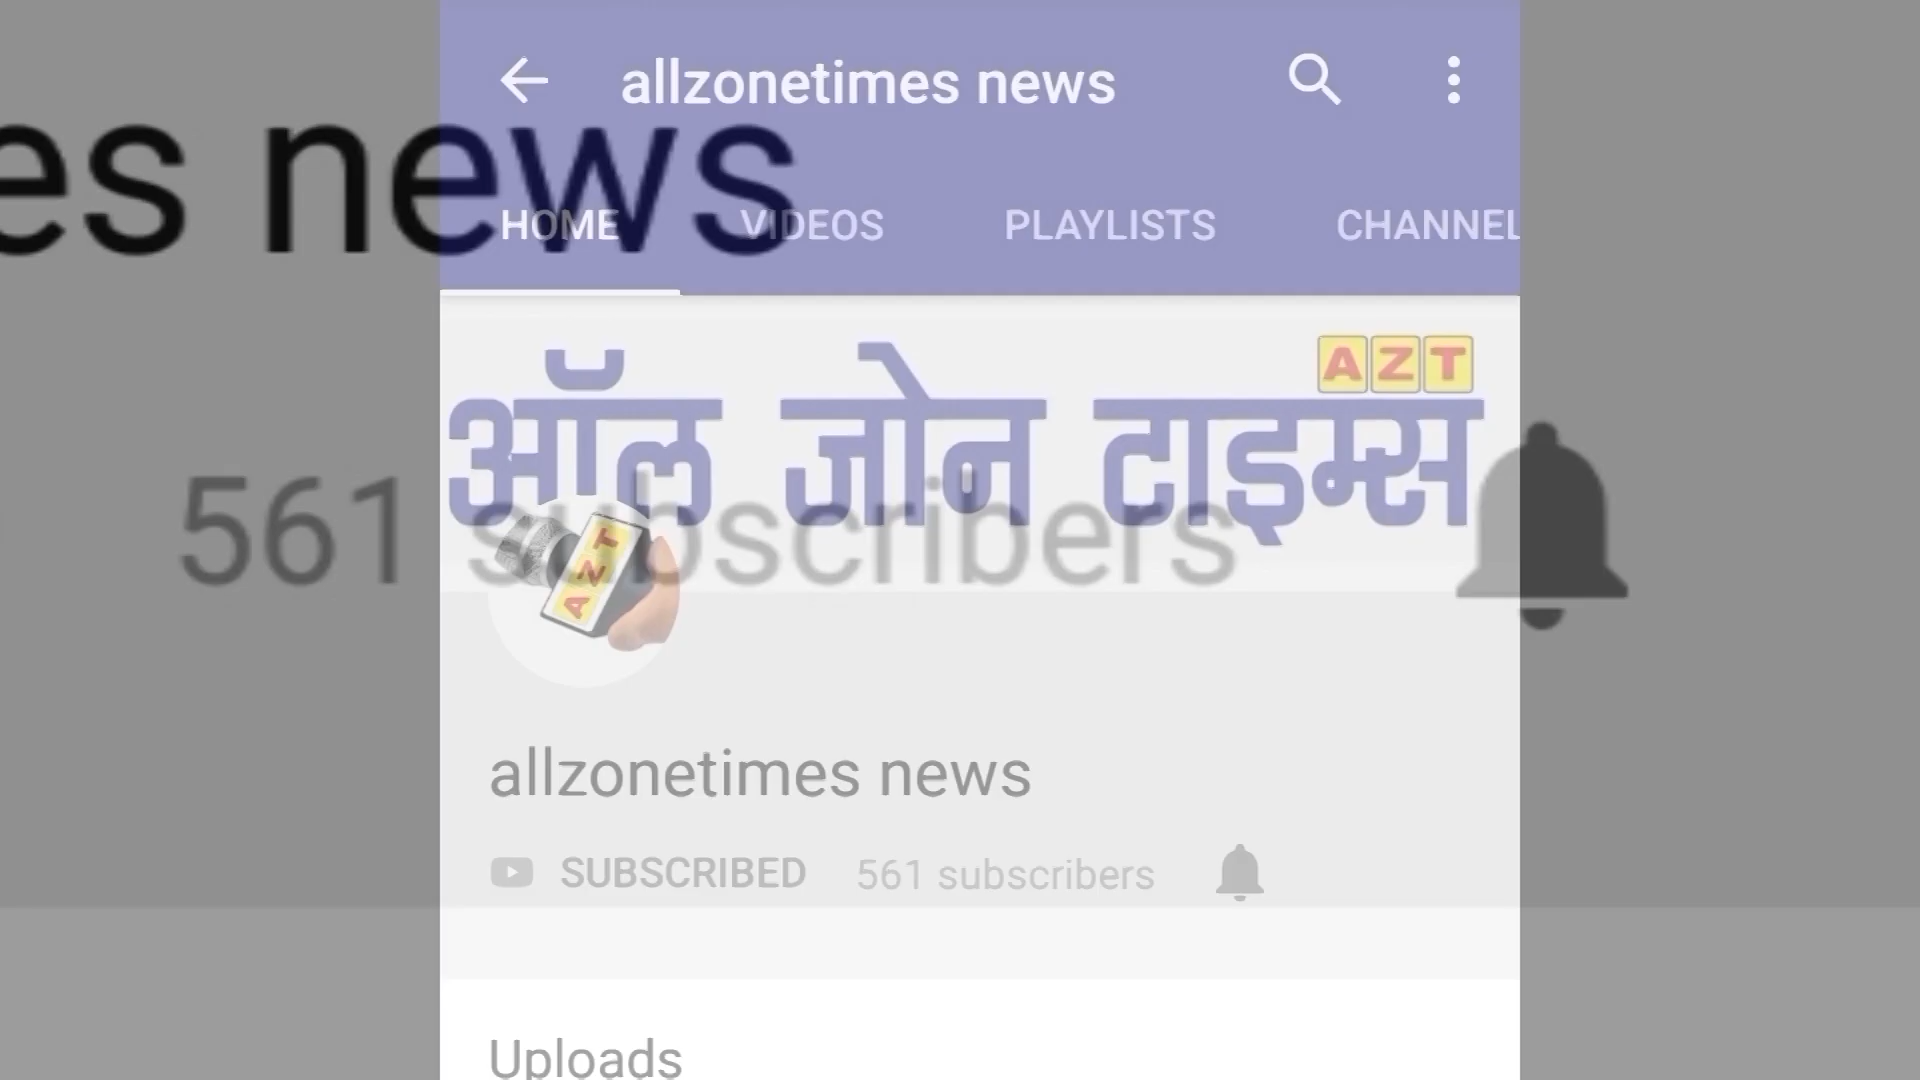 allzonetimes news
es news
HOME VIDEOS PLAYLISTS CHANNEL
AZT
ऑल जोन टाइम्स
561 subscribers
AZT
allzonetimes news
SUBSCRIBED 561 subscribers
Uploads